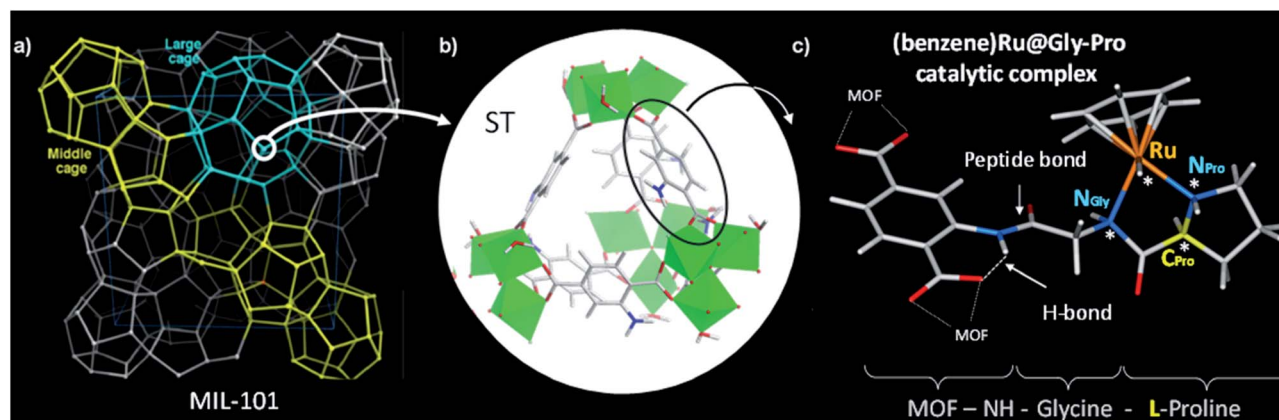 a)
Large
cage
Middle
cage
MIL-101
b)
ST
c)
(benzene)Ru@Gly-Pro
catalytic complex
MOF
Peptide bond
Ru
NPro
NGly
*
*
*
*
CPro
H-bond
MOF
MOF – NH - Glycine - L-Proline